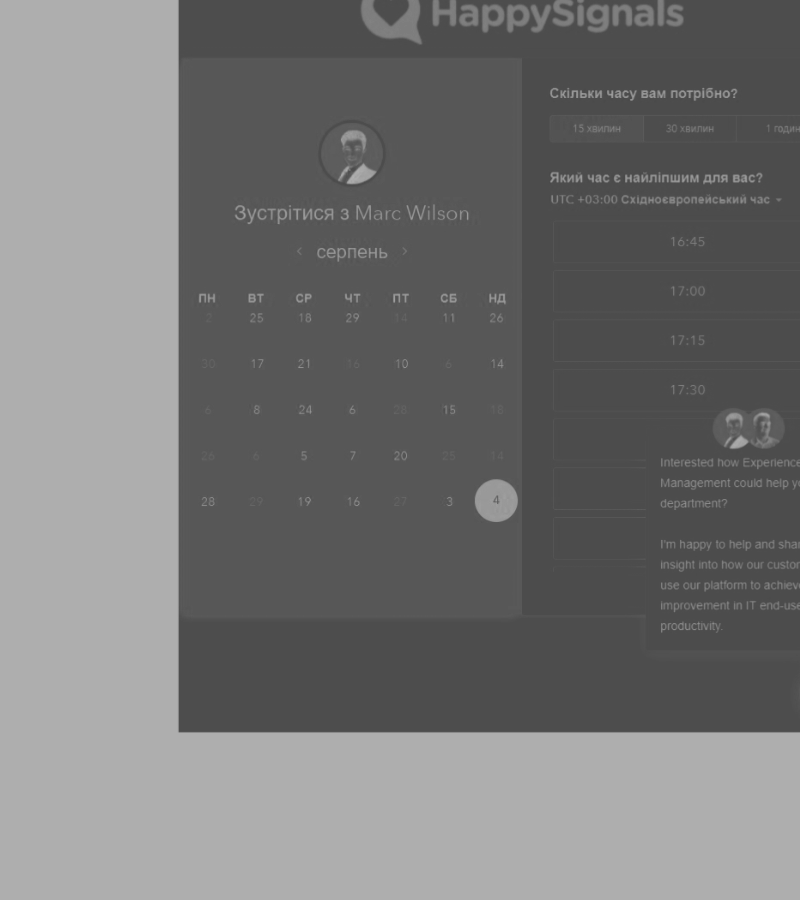 HappySignals
Зустрітися з Marc Wilson
серпень
ПН ВТ СР ЧТ ПТ СБ НД
2 25 18 29 14 11 26
30 17 21 16 10 6 14
6 8 24 6 28 15 18
26 6 5 7 20 25 14
28 29 19 16 27 3 4
Скільки часу вам потрібно?
15 хвилин 30 хвилин 1 годин
Який час є найліпшим для вас?
UTC +03:00 Східноєвропейський час
16:45
17:00
17:15
17:30
Interested how Experience
Management could help yo
department?
I'm happy to help and shar
insight into how our custom
use our platform to achieve
improvement in IT end-use
productivity.